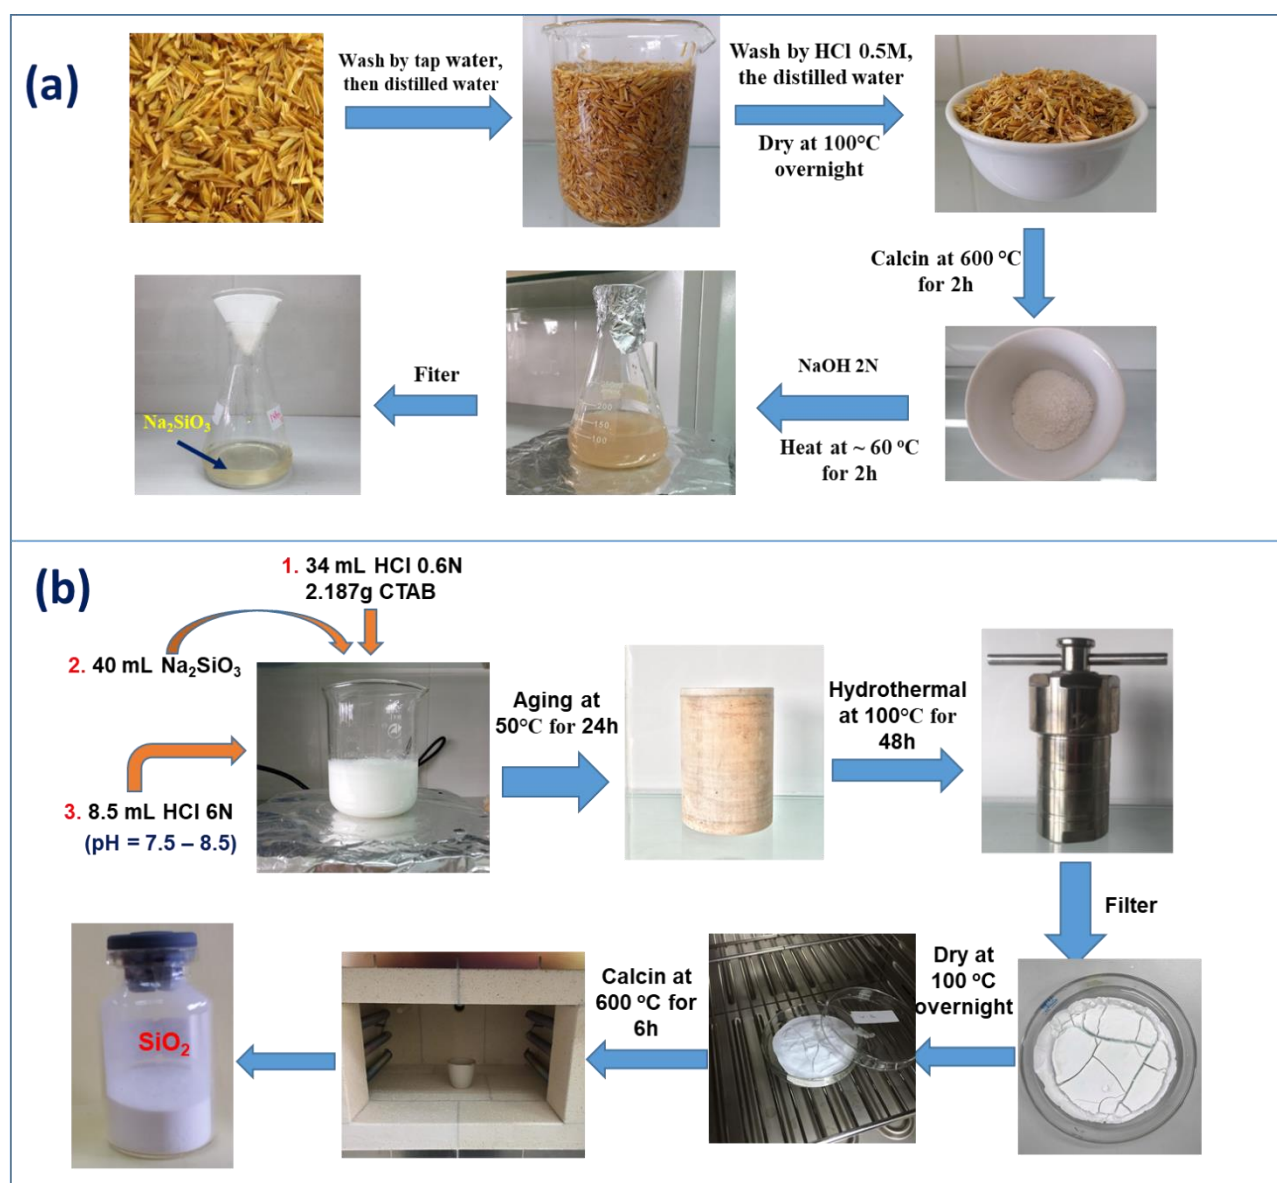 (a)
Wash by tap water,
then distilled water
Wash by HCl 0.5M,
the distilled water
Dry at 100°C
overnight
Calcin at 600 °C
for 2h
NaOH 2N
Heat at ~ 60 °C
for 2h
Fiter
Na₂SiO₃
200
150
100
(b)
1. 34 mL HCl 0.6N
2.187g CTAB
2. 40 mL Na₂SiO₃
3. 8.5 mL HCl 6N
(pH = 7.5 – 8.5)
Aging at
50°C for 24h
Hydrothermal
at 100°C for
48h
Filter
Dry at
100 °C
overnight
Calcin at
600 °C for
6h
SiO₂